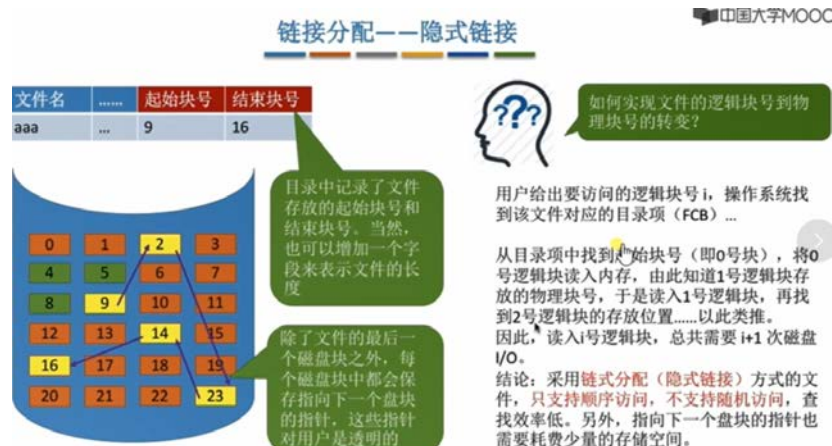 中国大学MOOC
链接分配——隐式链接
文件名 …… 起始块号 结束块号
aaa … 9 16
如何实现文件的逻辑块号到物
理块号的转变？
???
目录中记录了文件
存放的起始块号和
结束块号。当然，
也可以增加一个字
段来表示文件的长
度
用户给出要访问的逻辑块号 i，操作系统找
到该文件对应的目录项（FCB）…
从目录项中找到 始块号（即0号块），将0
号逻辑块读入内存，由此知道1号逻辑块存
放的物理块号，于是读入1号逻辑块，再找
到2号逻辑块的存放位置……以此类推。
因此，读入i号逻辑块，总共需要 i+1 次磁盘
I/O。
0 1 2 3
4 5 6 7
8 9 10 11
12 13 14 15
16 17 18 19
20 21 22 23
除了文件的最后一
个磁盘块之外，每
个磁盘块中都会保
存指向下一个盘块
的指针，这些指针
对用户是透明的
结论：采用链式分配（隐式链接）方式的文
件，只支持顺序访问，不支持随机访问，查
找效率低。另外，指向下一个盘块的指针也
需要耗费少量的存储空间。